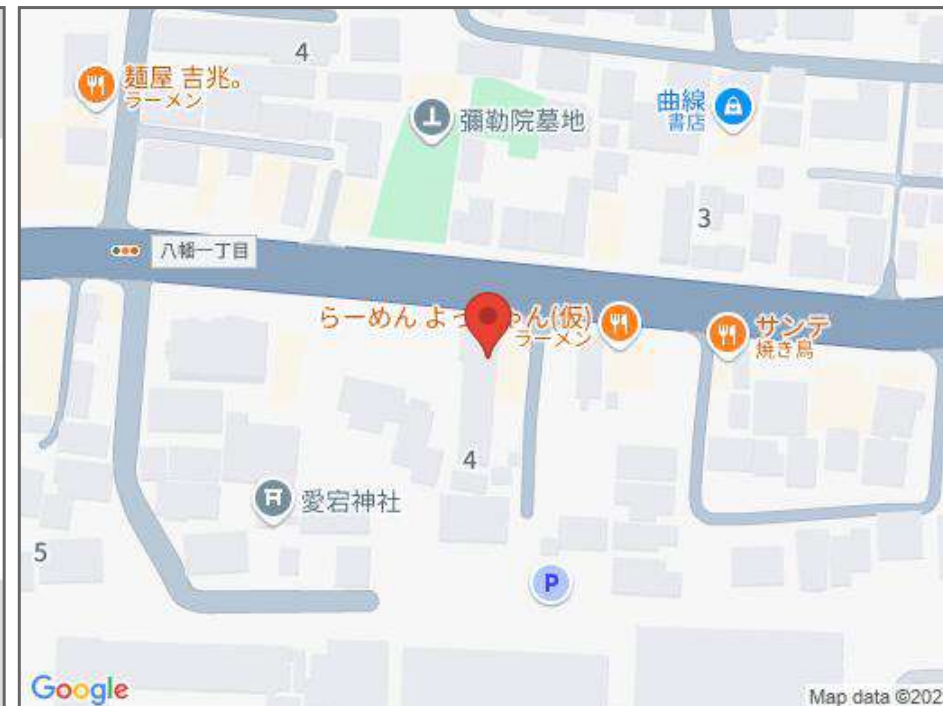 4
麺屋 吉兆。
ラーメン
彌勒院墓地
曲線
書店
3
八幡一丁目
らーめん よっ
ゃん(仮)
ラーメン
サンテ
焼き鳥
4
愛宕神社
5
P
Google
Map data ©202